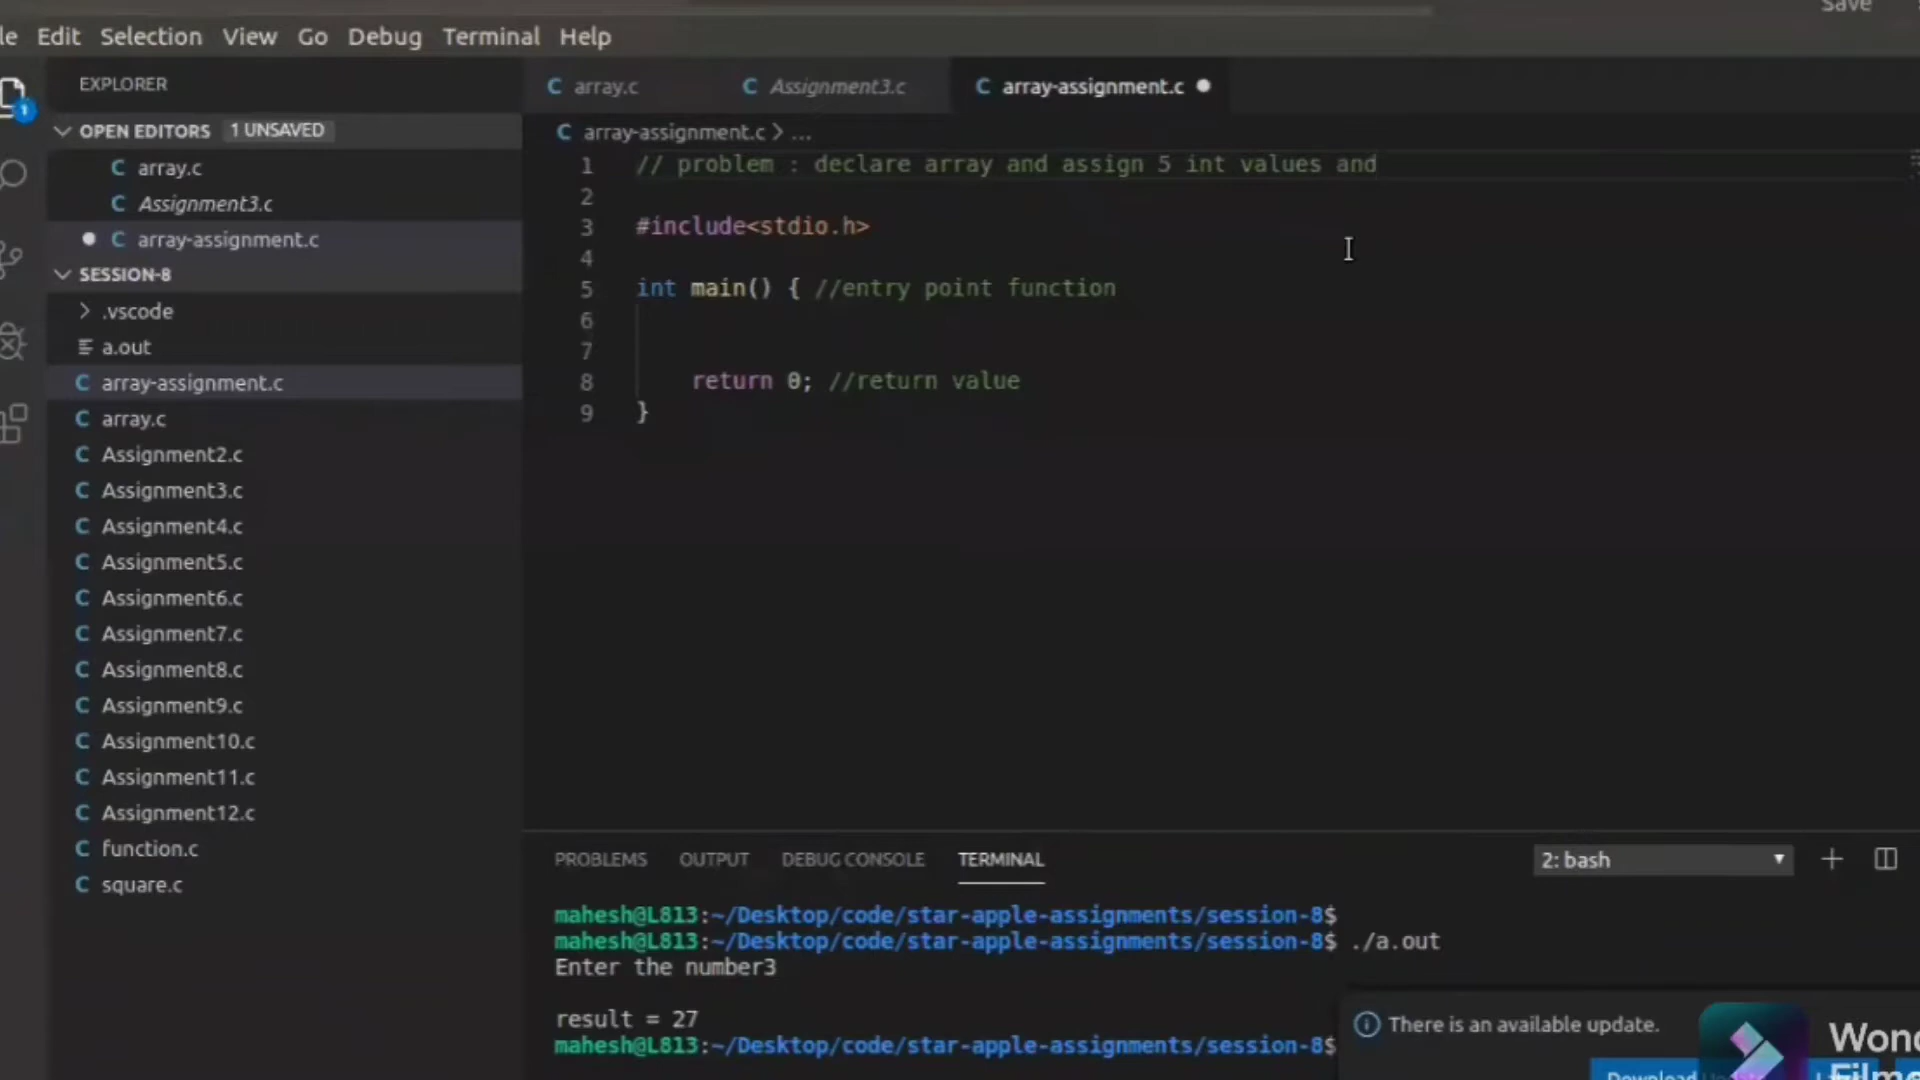 Save
le Edit Selection View Go Debug Terminal Help
EXPLORER
OPEN EDITORS 1 UNSAVED
C array.c
C Assignment3.c
C array-assignment.c
SESSION-8
.vscode
a.out
C array-assignment.c
C array.c
C Assignment2.c
C Assignment3.c
C Assignment4.c
C Assignment5.c
C Assignment6.c
C Assignment7.c
C Assignment8.c
C Assignment9.c
C Assignment10.c
C Assignment11.c
C Assignment12.c
C function.c
C square.c
1
C array.c C Assignment3.c C array-assignment.c
C array-assignment.c > ...
1 // problem : declare array and assign 5 int values and
2
3 #include<stdio.h>
4
5 int main() { //entry point function
6
7
8 return 0; //return value
9 }
PROBLEMS OUTPUT DEBUG CONSOLE TERMINAL 2: bash
mahesh@L813:~/Desktop/code/star-apple-assignments/session-8$
mahesh@L813:~/Desktop/code/star-apple-assignments/session-8$ ./a.out
Enter the number3
result = 27
mahesh@L813:~/Desktop/code/star-apple-assignments/session-8$
There is an available update.
Wond